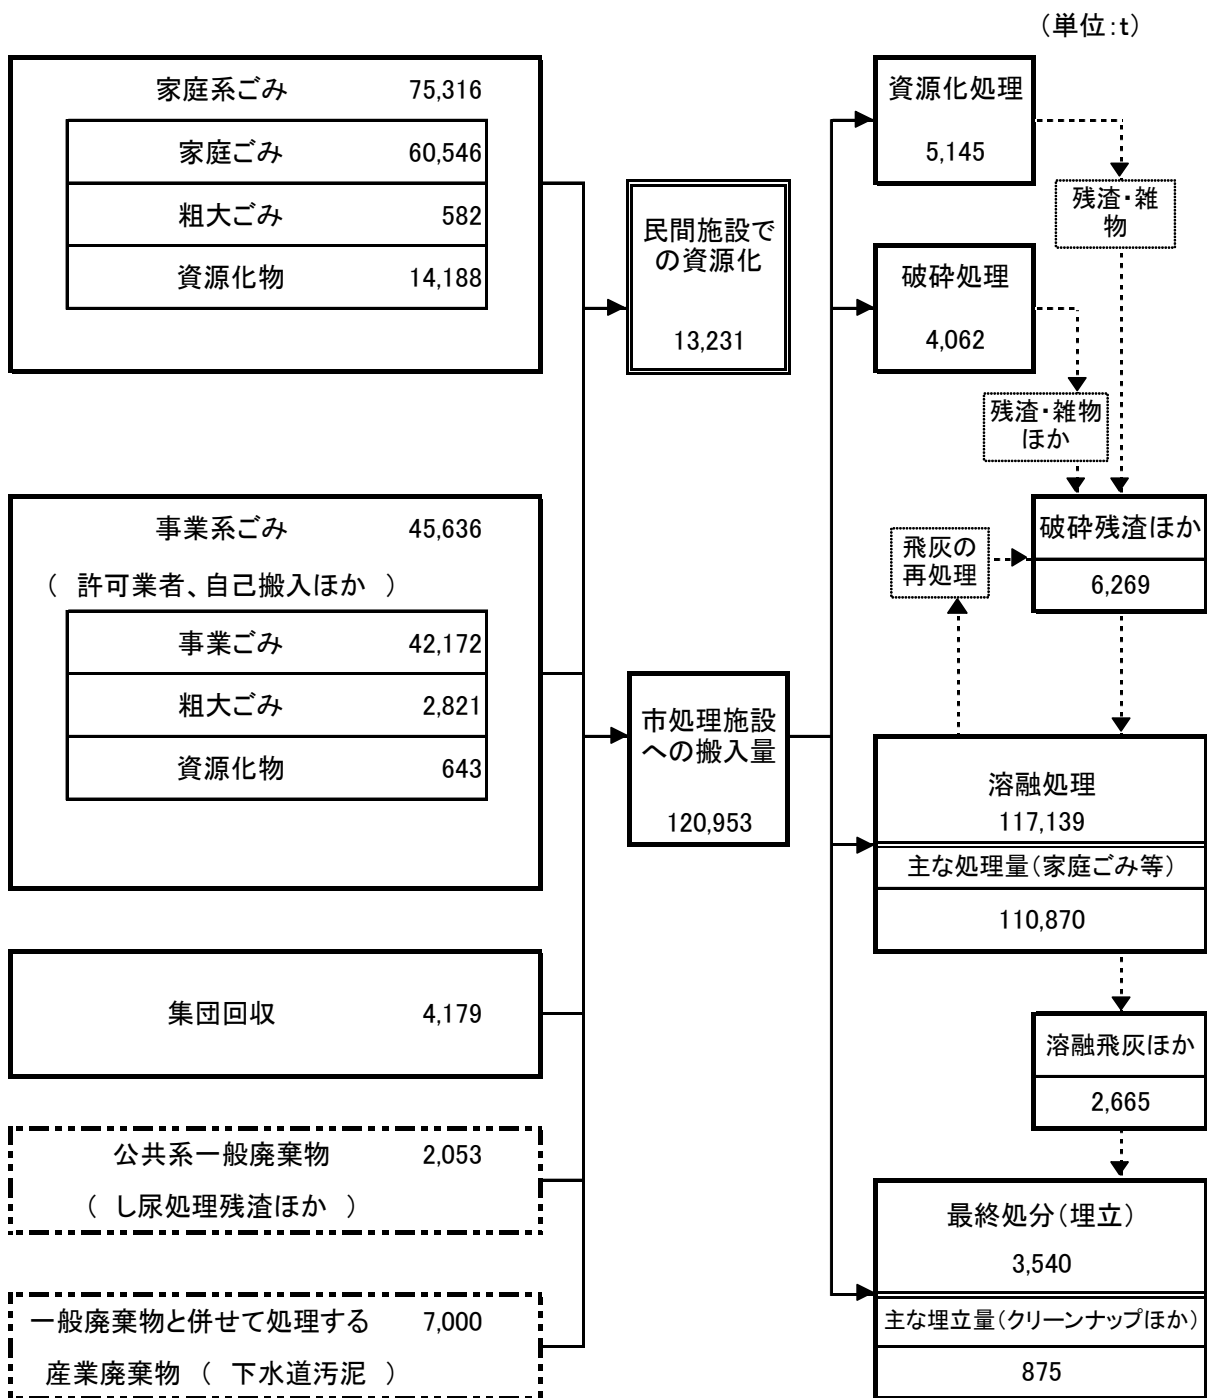 （単位:t）
家庭系ごみ 75,316
家庭ごみ 60,546
粗大ごみ 582
資源化物 14,188
事業系ごみ 45,636
（ 許可業者、自己搬入ほか ）
事業ごみ 42,172
粗大ごみ 2,821
資源化物 643
集団回収 4,179
公共系一般廃棄物 2,053
（ し尿処理残渣ほか ）
一般廃棄物と併せて処理する 7,000
産業廃棄物 （ 下水道汚泥 ）
民間施設で
の資源化
13,231
市処理施設
への搬入量
120,953
資源化処理
5,145
残渣・雑
物
破砕処理
4,062
残渣・雑物
ほか
破砕残渣ほか
6,269
飛灰の
再処理
溶融処理
117,139
主な処理量（家庭ごみ等）
110,870
溶融飛灰ほか
2,665
最終処分（埋立）
3,540
主な埋立量（クリーンナップほか）
875